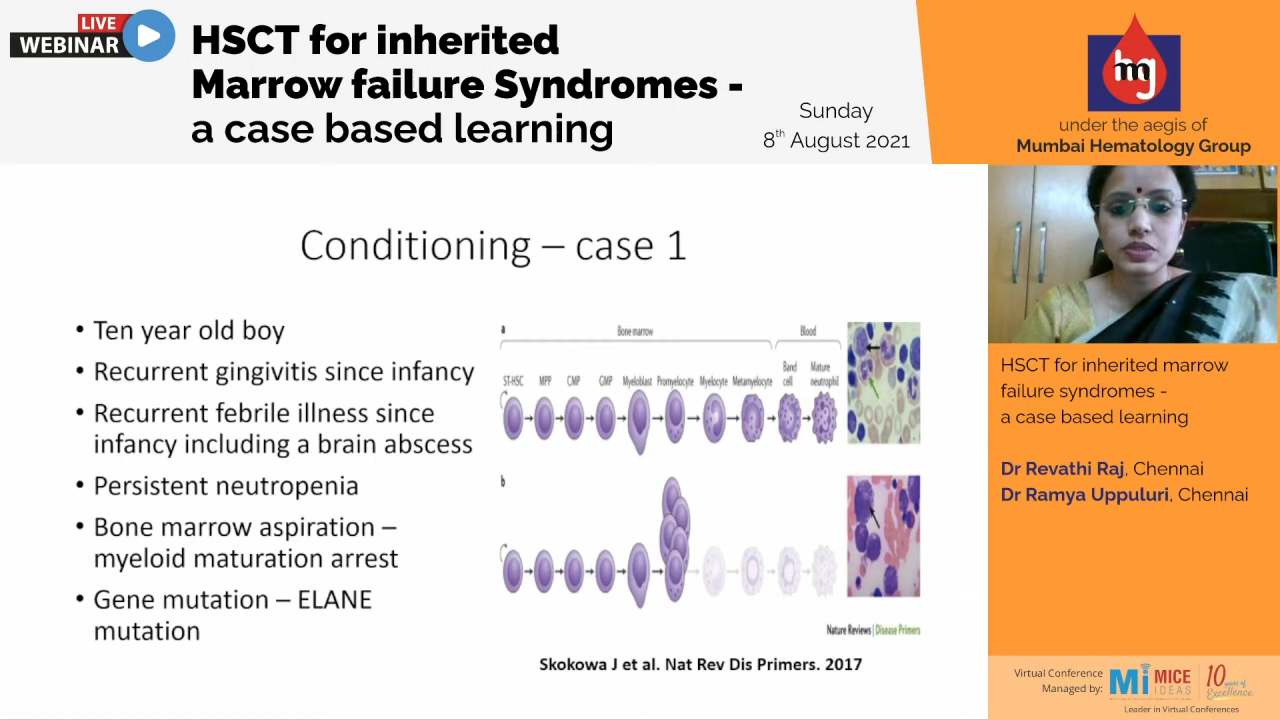 LIVE
WEBINAR
HSCT for inherited
Marrow failure Syndromes -
a case based learning
Sunday
8th August 2021
hmg
under the aegis of
Mumbai Hematology Group
Conditioning – case 1
• Ten year old boy
• Recurrent gingivitis since infancy
• Recurrent febrile illness since
infancy including a brain abscess
• Persistent neutropenia
• Bone marrow aspiration –
myeloid maturation arrest
• Gene mutation – ELANE
mutation
a
Bone marrow
Blood
LT-HSC MPP CMP GMP Myeloblast Promyelocyte Myelocyte Metamyelocyte Band cell Mature neutrophil
b
Nature Reviews | Disease Primers
Skokowa J et al. Nat Rev Dis Primers. 2017
HSCT for inherited marrow
failure syndromes -
a case based learning
Dr Revathi Raj, Chennai
Dr Ramya Uppuluri, Chennai
Virtual Conference
Managed by:
Mi MICE IDEAS
10 years of Excellence
Leader in Virtual Conferences